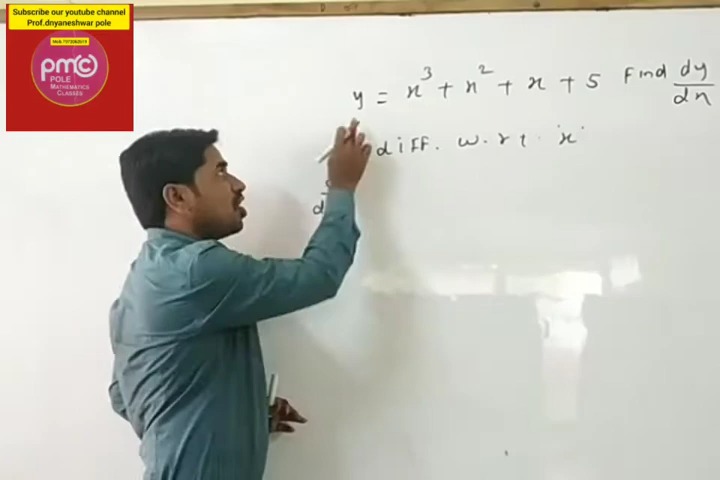 Subscribe our youtube channel
Prof.dnyaneshwar pole
pmc
POLE
MATHEMATICS
CLASSES
y = x³ + x² + x + 5 Find dy/dx
diff. w.r.t. 'x'
d